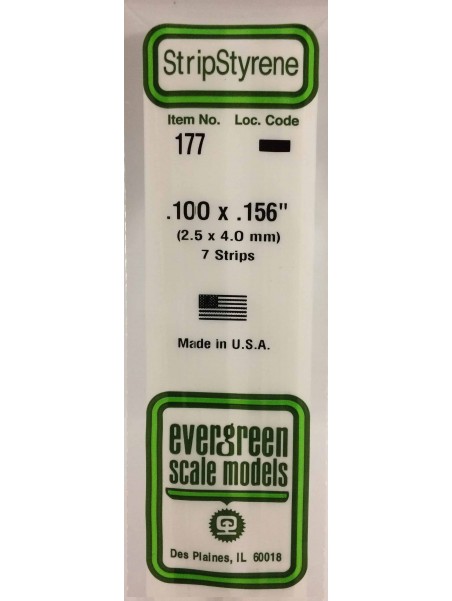 StripStyrene
Item No. Loc. Code
177
.100 x .156"
(2.5 x 4.0 mm)
7 Strips
Made in U.S.A.
evergreen
scale models
Des Plaines, IL 60018